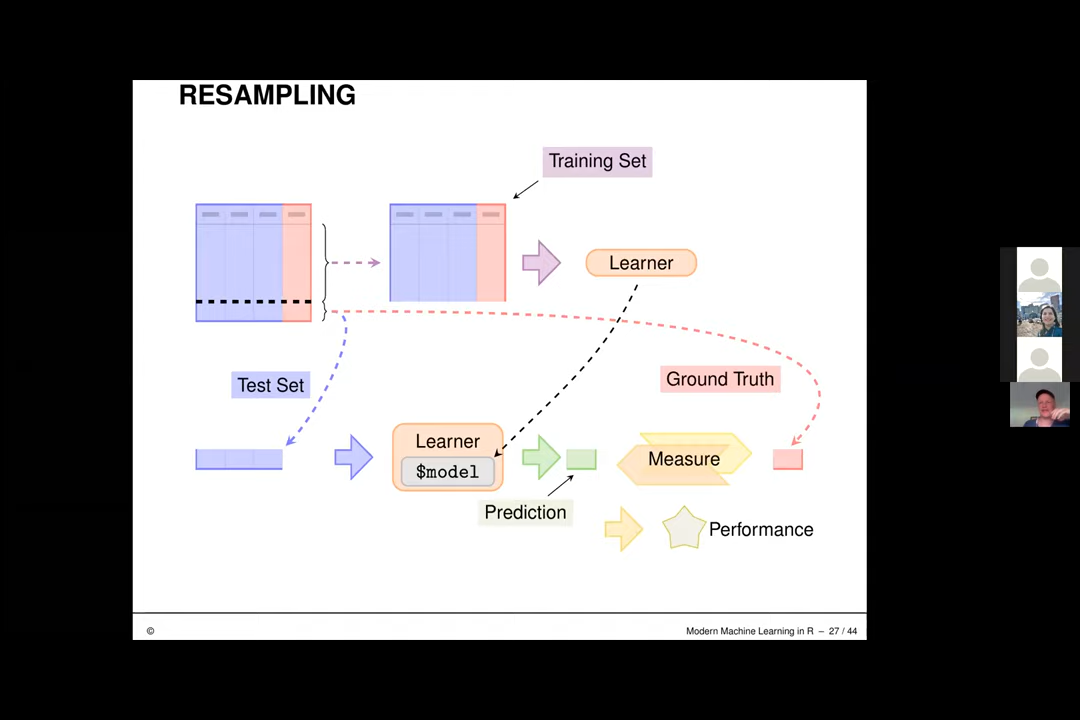 RESAMPLING
Training Set
Learner
Test Set
Ground Truth
Learner
$model
Measure
Prediction
Performance
©
Modern Machine Learning in R – 27 / 44